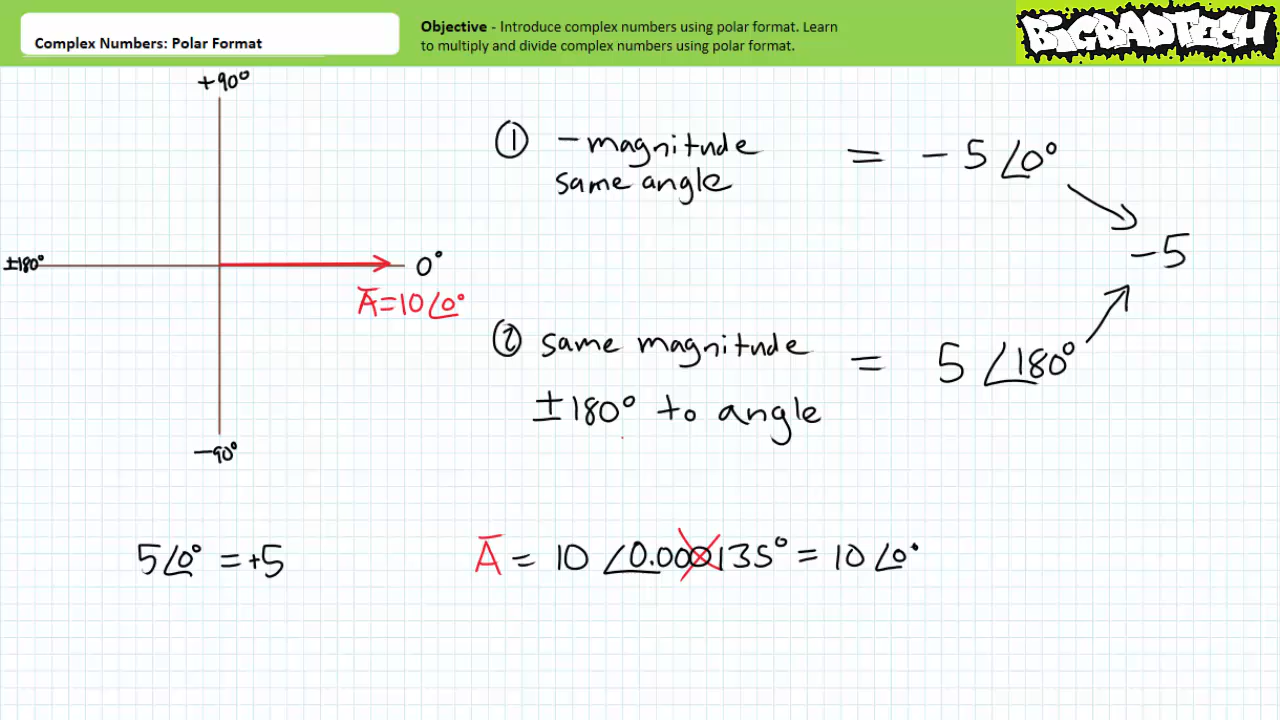 Complex Numbers: Polar Format
Objective - Introduce complex numbers using polar format. Learn
to multiply and divide complex numbers using polar format.
BIGBADTECH
+90°
±180°
0°
Ā=10∠0°
-90°
① -magnitude = -5∠0°
same angle
-5
② same magnitude = 5∠180°
±180° to angle
5∠0° = +5
Ā = 10∠0.000135° = 10∠0°